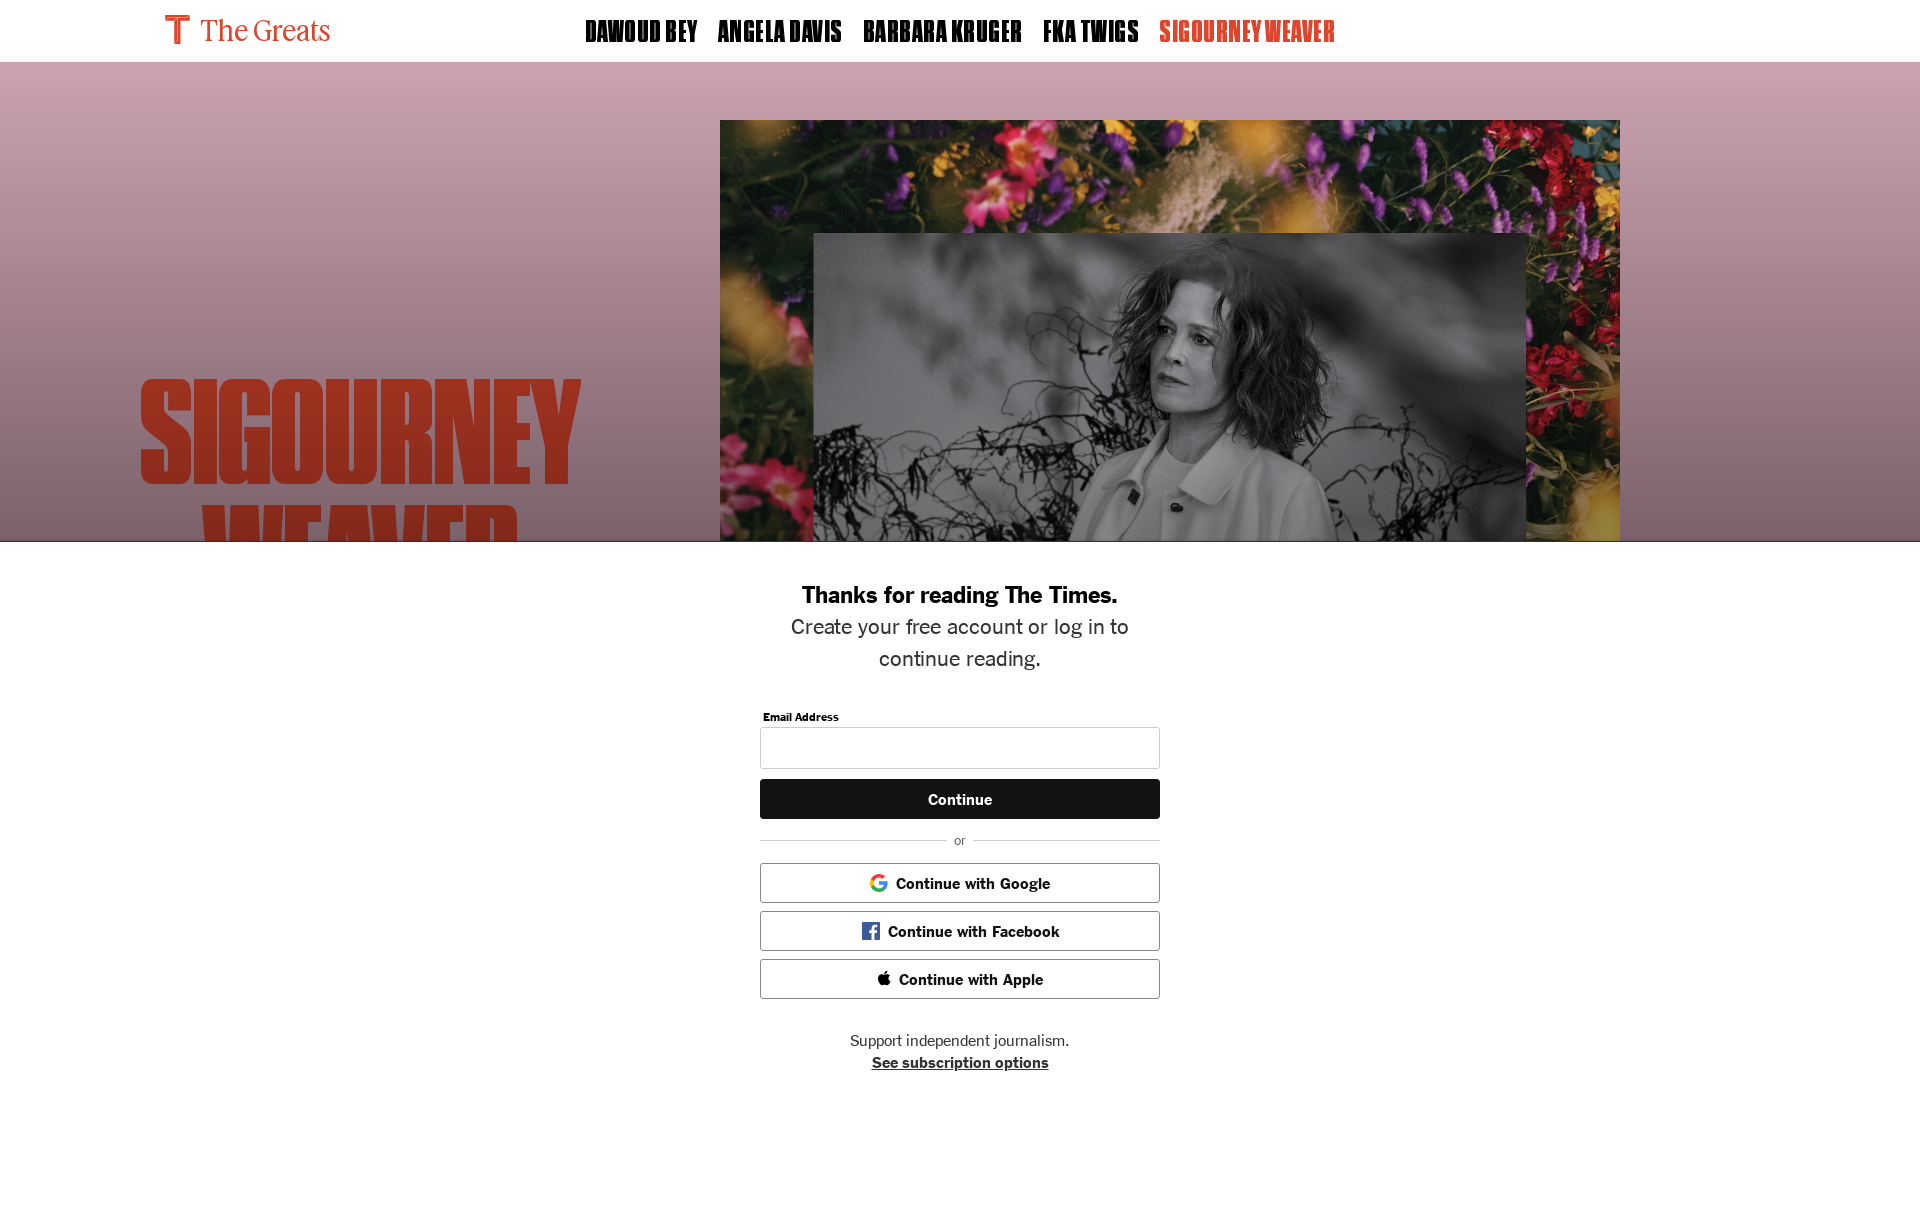 The Greats
DAWOUD BEY ANGELA DAVIS BARBARA KRUGER FKA TWIGS SIGOURNEY WEAVER
SIGOURNEY
WEAVER
Thanks for reading The Times.
Create your free account or log in to
continue reading.
Email Address
Continue
or
Continue with Google
Continue with Facebook
Continue with Apple
Support independent journalism.
See subscription options